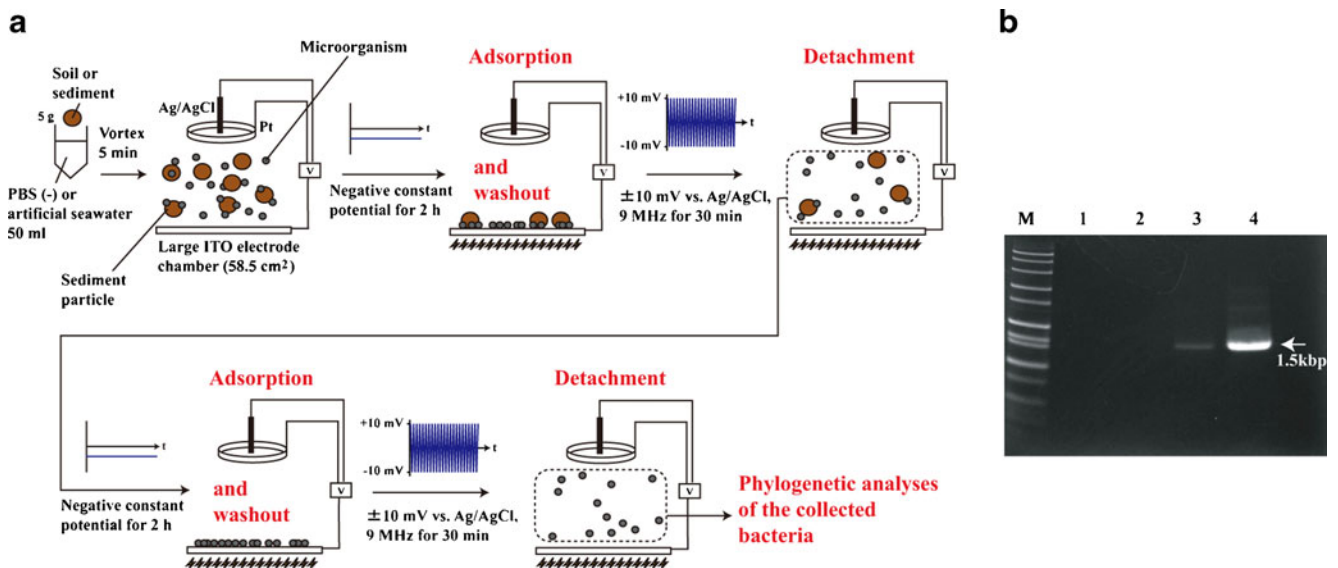 a
Soil or
sediment
5 g
Vortex
5 min
PBS (-) or
artificial seawater
50 ml
Sediment
particle
Microorganism
Ag/AgCl
Pt
V
Large ITO electrode
chamber (58.5 cm²)
t
Negative constant
potential for 2 h
Adsorption
and
washout
V
+10 mV
-10 mV
t
±10 mV vs. Ag/AgCl,
9 MHz for 30 min
Detachment
V
t
Negative constant
potential for 2 h
Adsorption
and
washout
V
+10 mV
-10 mV
t
±10 mV vs. Ag/AgCl,
9 MHz for 30 min
Detachment
V
Phylogenetic analyses
of the collected
bacteria
b
M 1 2 3 4
1.5kbp